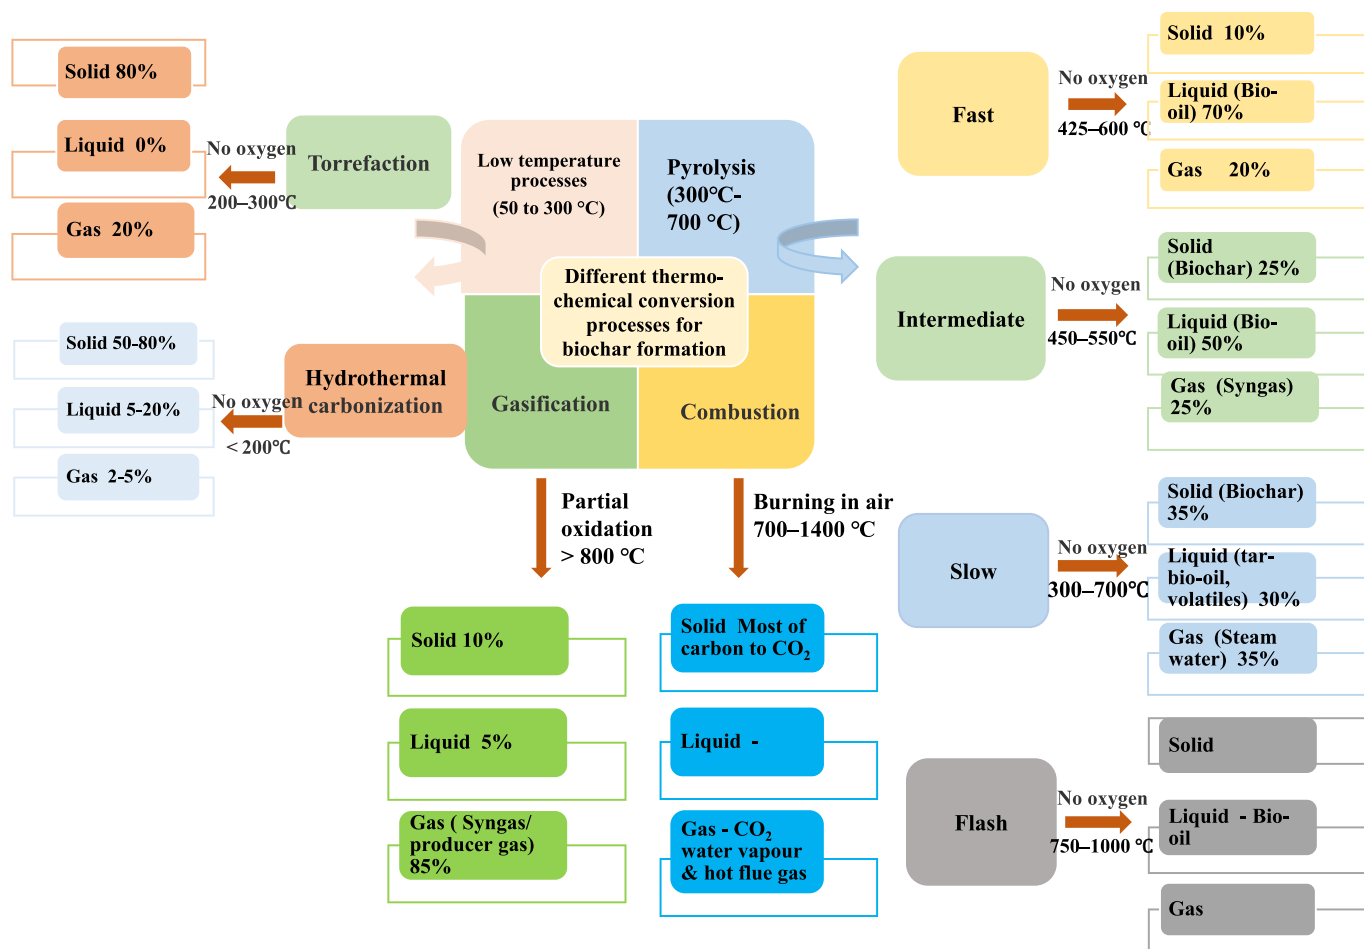 Solid 80%
Liquid 0%
Gas 20%
No oxygen
200–300℃
Torrefaction
Solid 50-80%
Liquid 5-20%
Gas 2-5%
No oxygen
< 200℃
Hydrothermal
carbonization
Low temperature
processes
(50 to 300 °C)
Pyrolysis
(300°C-
700 °C)
Different thermo-
chemical conversion
processes for
biochar formation
Gasification
Combustion
Partial
oxidation
> 800 °C
Burning in air
700–1400 °C
Solid 10%
Liquid 5%
Gas ( Syngas/
producer gas)
85%
Solid Most of
carbon to CO₂
Liquid -
Gas - CO₂
water vapour
& hot flue gas
Fast
No oxygen
425–600 ℃
Solid 10%
Liquid (Bio-
oil) 70%
Gas 20%
Intermediate
No oxygen
450–550℃
Solid
(Biochar) 25%
Liquid (Bio-
oil) 50%
Gas (Syngas)
25%
Slow
No oxygen
300–700℃
Solid (Biochar)
35%
Liquid (tar-
bio-oil,
volatiles) 30%
Gas (Steam
water) 35%
Flash
No oxygen
750–1000 ℃
Solid
Liquid - Bio-
oil
Gas